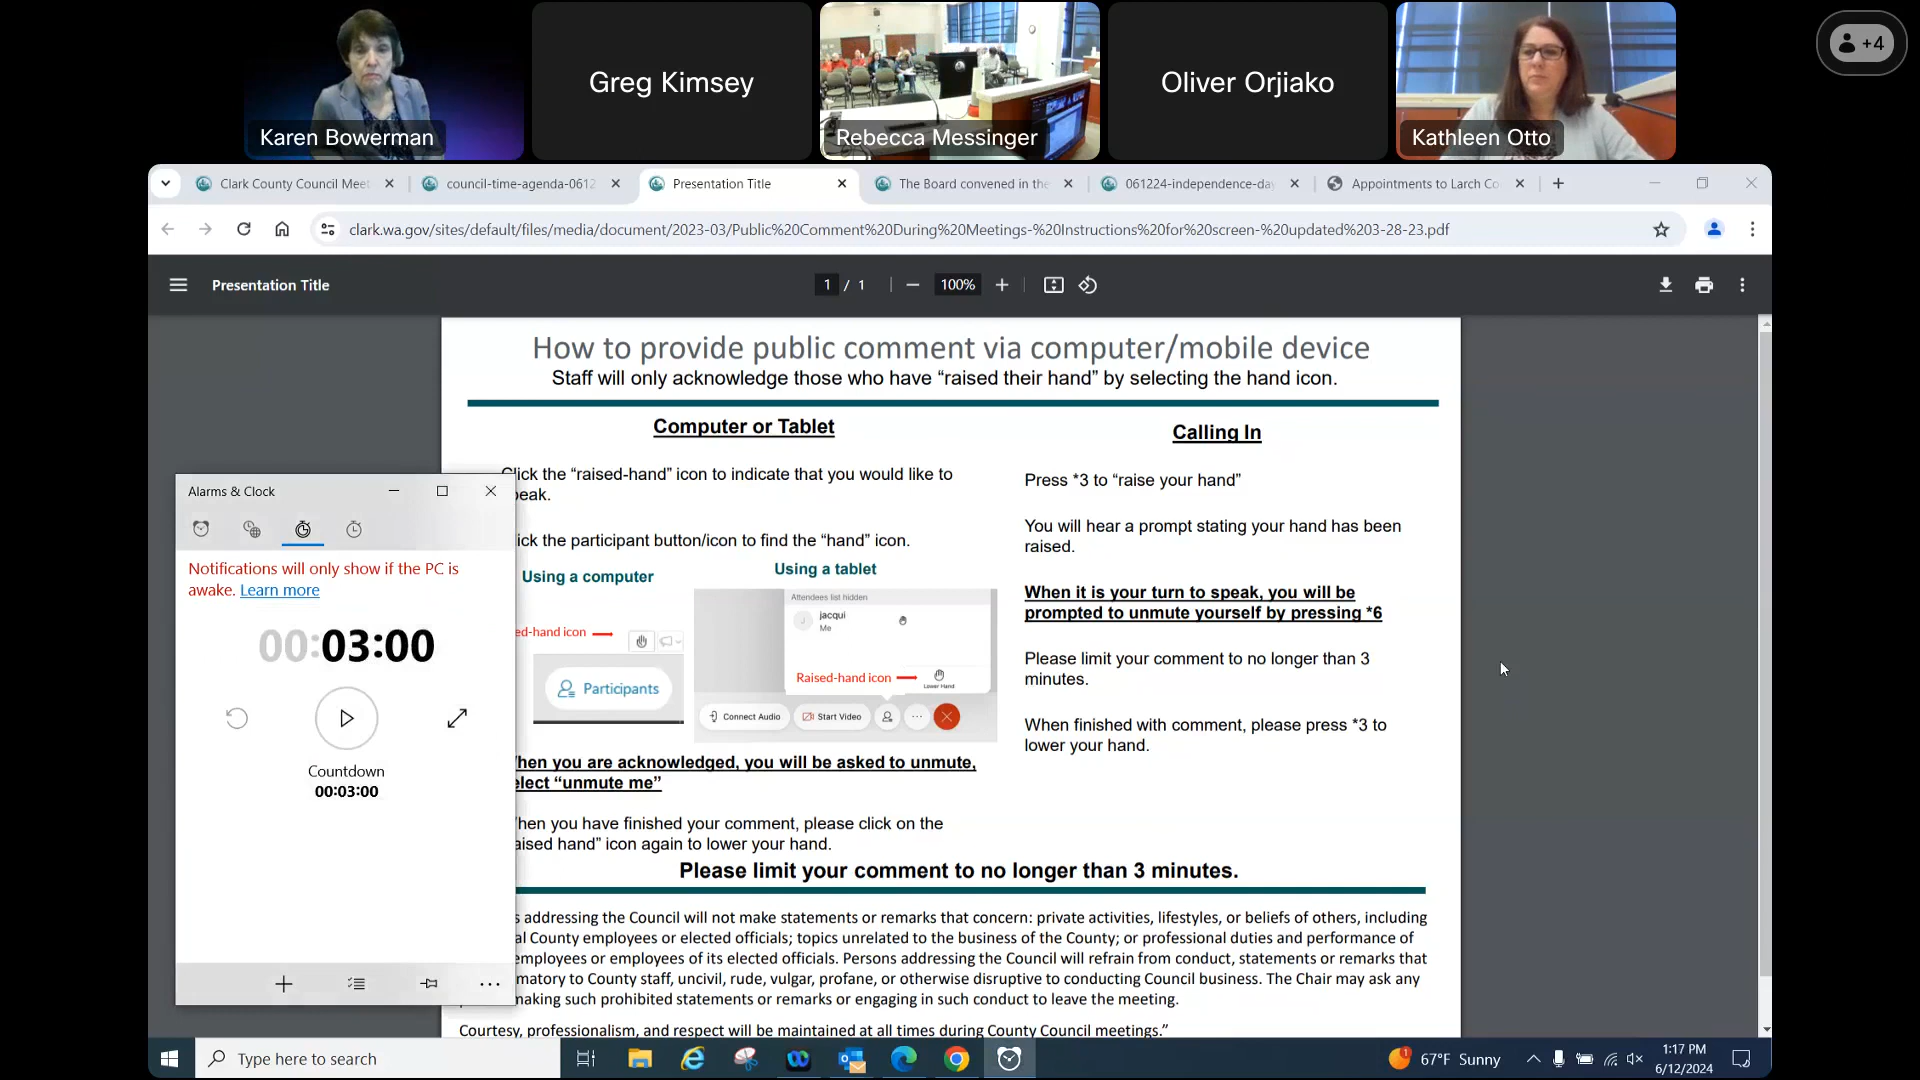 Karen Bowerman
Greg Kimsey
Rebecca Messinger
Oliver Orjiako
Kathleen Otto
+4
Clark County Council Meet
council-time-agenda-0612
Presentation Title
The Board convened in the
061224-independence-day
Appointments to Larch Co
clark.wa.gov/sites/default/files/media/document/2023-03/Public%20Comment%20During%20Meetings-%20Instructions%20for%20screen-%20updated%203-28-23.pdf
Presentation Title
1 / 1
100%
How to provide public comment via computer/mobile device
Staff will only acknowledge those who have “raised their hand” by selecting the hand icon.
Computer or Tablet
Click the “raised-hand” icon to indicate that you would like to
peak.
ick the participant button/icon to find the “hand” icon.
Using a computer
Using a tablet
ed-hand icon
Participants
Attendees list hidden
J
jacqui
Me
Raised-hand icon
Lower Hand
Connect Audio
Start Video
hen you are acknowledged, you will be asked to unmute,
elect “unmute me”
hen you have finished your comment, please click on the
aised hand” icon again to lower your hand.
Calling In
Press *3 to “raise your hand”
You will hear a prompt stating your hand has been
raised.
When it is your turn to speak, you will be
prompted to unmute yourself by pressing *6
Please limit your comment to no longer than 3
minutes.
When finished with comment, please press *3 to
lower your hand.
Please limit your comment to no longer than 3 minutes.
s addressing the Council will not make statements or remarks that concern: private activities, lifestyles, or beliefs of others, including
al County employees or elected officials; topics unrelated to the business of the County; or professional duties and performance of
employees or employees of its elected officials. Persons addressing the Council will refrain from conduct, statements or remarks that
matory to County staff, uncivil, rude, vulgar, profane, or otherwise disruptive to conducting Council business. The Chair may ask any
making such prohibited statements or remarks or engaging in such conduct to leave the meeting.
Courtesy, professionalism, and respect will be maintained at all times during County Council meetings.”
Alarms & Clock
Notifications will only show if the PC is
awake. Learn more
00:03:00
Countdown
00:03:00
Type here to search
67°F Sunny
1:17 PM
6/12/2024